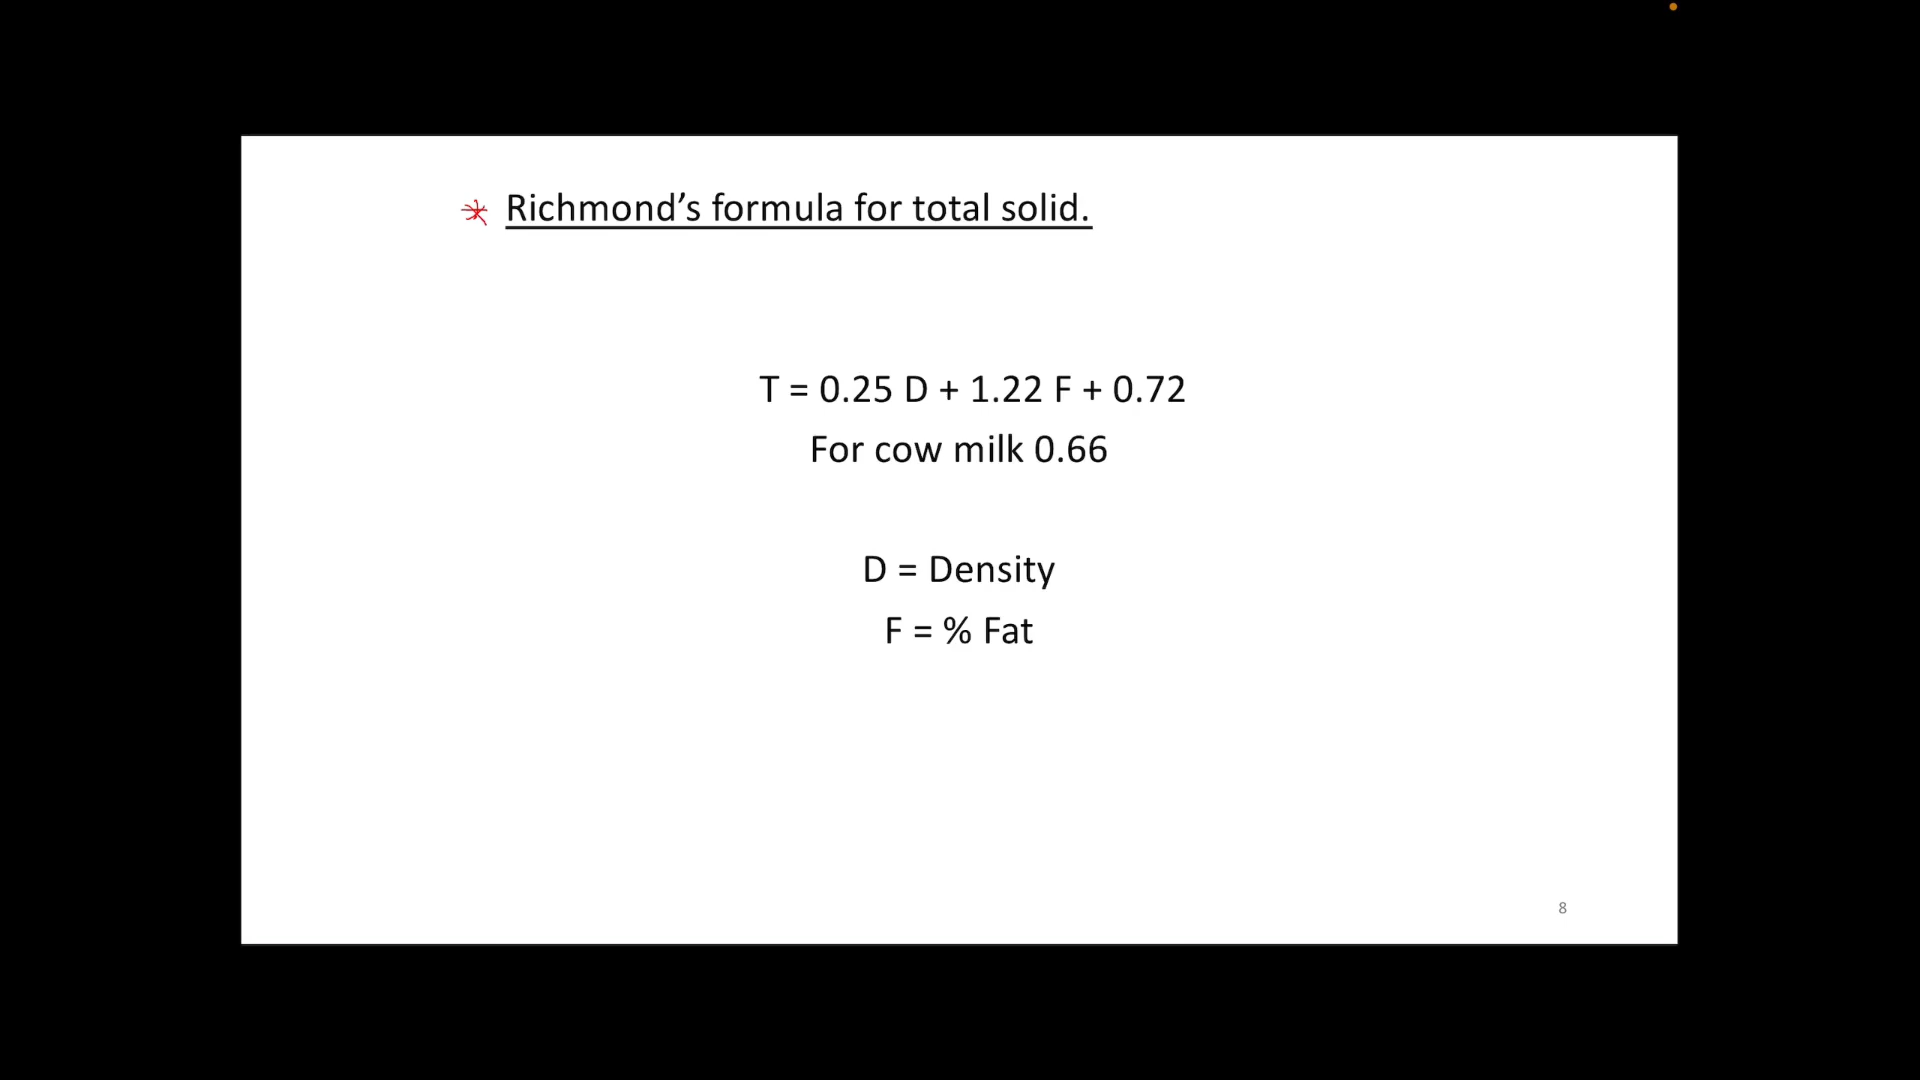 Richmond’s formula for total solid.
T = 0.25 D + 1.22 F + 0.72
For cow milk 0.66
D = Density
F = % Fat
8